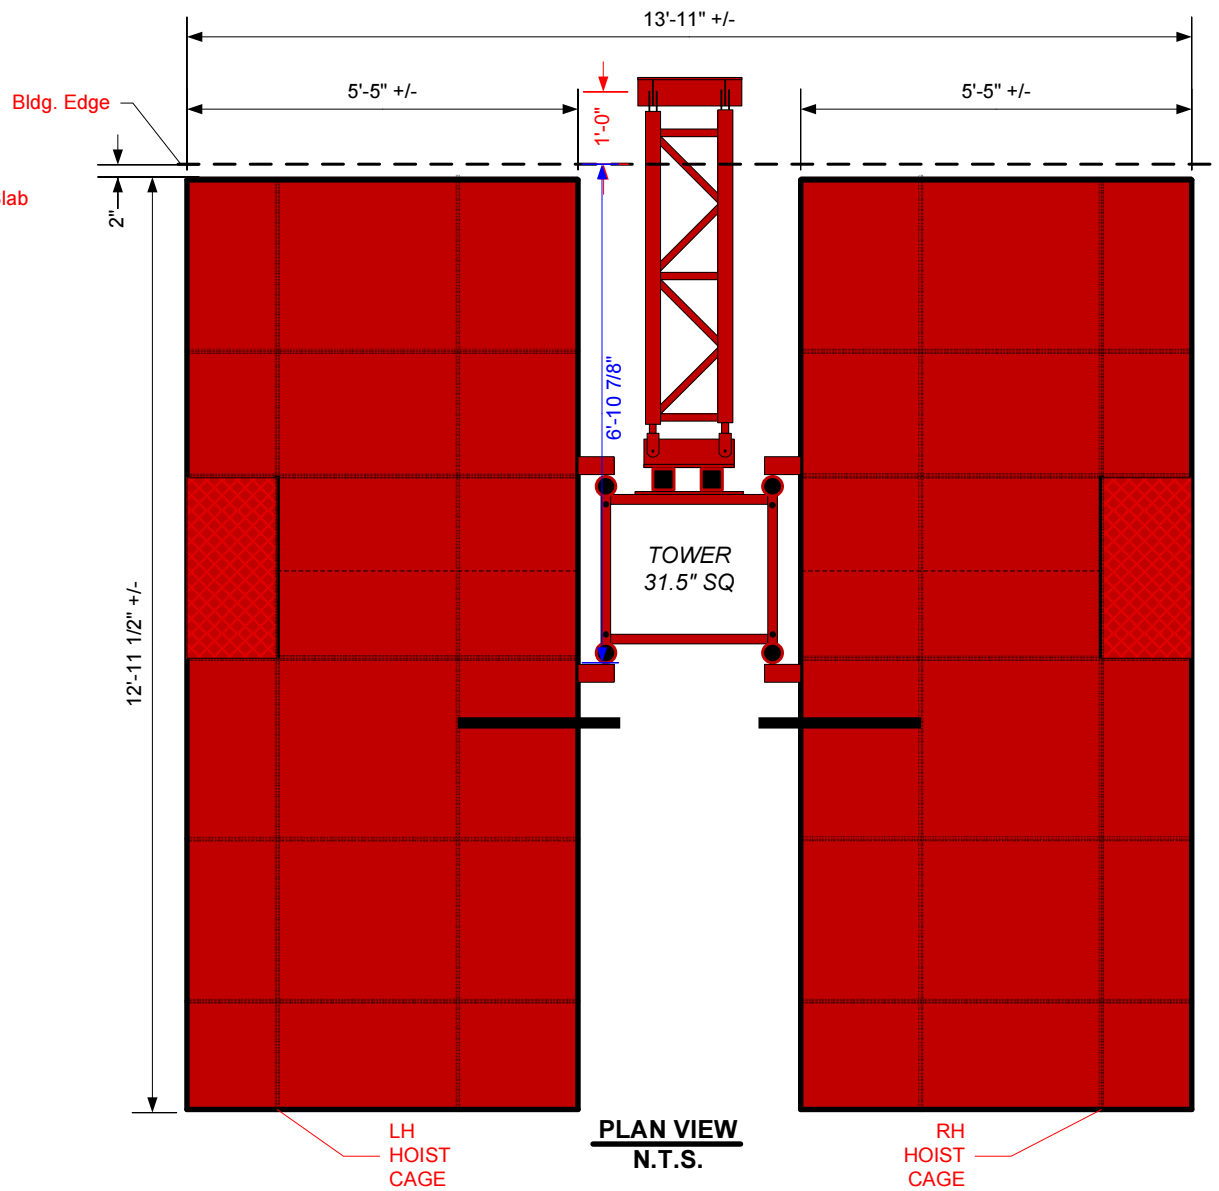 13'-11" +/-
5'-5" +/-
5'-5" +/-
Bldg. Edge
1'-0"
Slab
2"
6'-10 7/8"
TOWER
31.5" SQ
12'-11 1/2" +/-
LH
HOIST
CAGE
PLAN VIEW
N.T.S.
RH
HOIST
CAGE